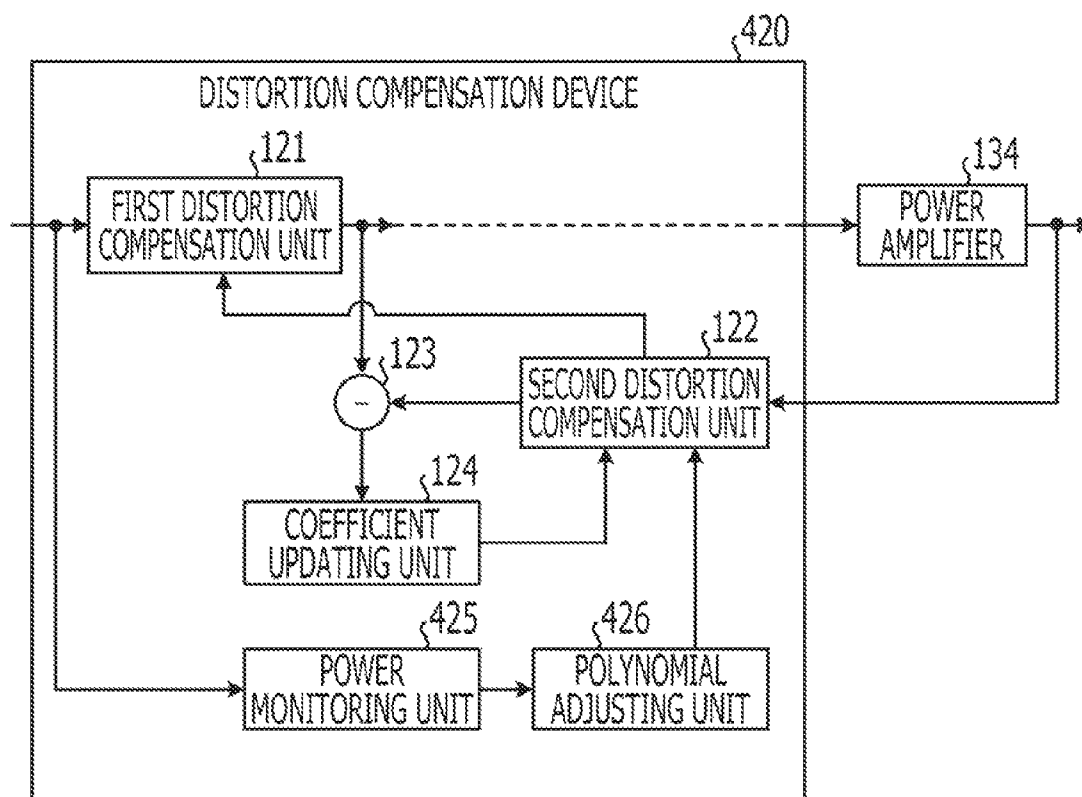 420
DISTORTION COMPENSATION DEVICE
121
FIRST DISTORTION
COMPENSATION UNIT
134
POWER
AMPLIFIER
122
SECOND DISTORTION
COMPENSATION UNIT
123
-
124
COEFFICIENT
UPDATING UNIT
425
POWER
MONITORING UNIT
426
POLYNOMIAL
ADJUSTING UNIT